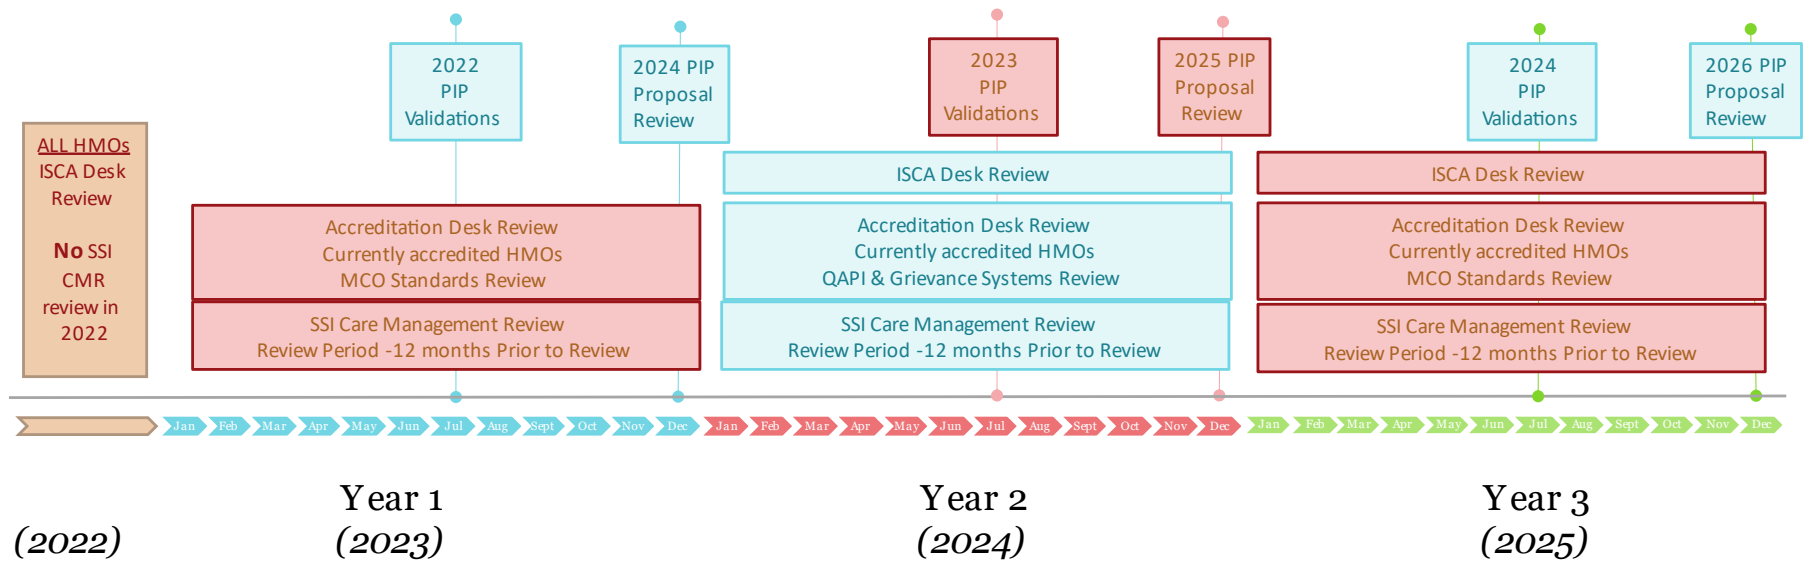 ALL HMOs
ISCA Desk
Review
No SSI
CMR
review in
2022
2022
PIP
Validations
2024 PIP
Proposal
Review
Accreditation Desk Review
Currently accredited HMOs
MCO Standards Review
SSI Care Management Review
Review Period -12 months Prior to Review
2023
PIP
Validations
2025 PIP
Proposal
Review
ISCA Desk Review
Accreditation Desk Review
Currently accredited HMOs
QAPI & Grievance Systems Review
SSI Care Management Review
Review Period -12 months Prior to Review
2024
PIP
Validations
2026 PIP
Proposal
Review
ISCA Desk Review
Accreditation Desk Review
Currently accredited HMOs
MCO Standards Review
SSI Care Management Review
Review Period -12 months Prior to Review
Jan Feb Mar Apr May Jun Jul Aug Sept Oct Nov Dec Jan Feb Mar Apr May Jun Jul Aug Sept Oct Nov Dec Jan Feb Mar Apr May Jun Jul Aug Sept Oct Nov Dec
Year 1 Year 2 Year 3
(2022) (2023) (2024) (2025)